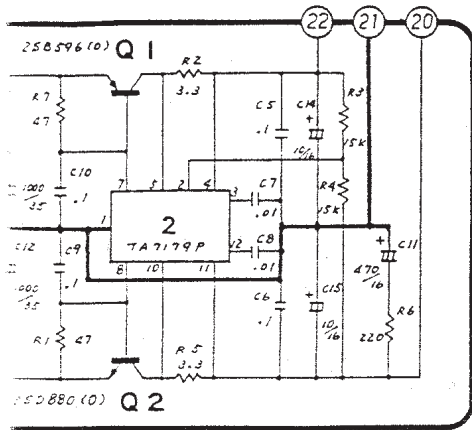 22 21 20
2SB596(O) Q1
R2
3.3
R7
47
C5
.1
C14
+
10/16
R3
15K
C10
.1
1000/35
7 5 2 4
3
C7
.01
R4
15K
1
2
TA7179P
12
C8
.01
C12
C9
.1
1000/35
8 10 11
C6
.1
+
C15
10/16
+
C11
470/16
R1 47
R5
3.3
R6
220
2SD880(O) Q2